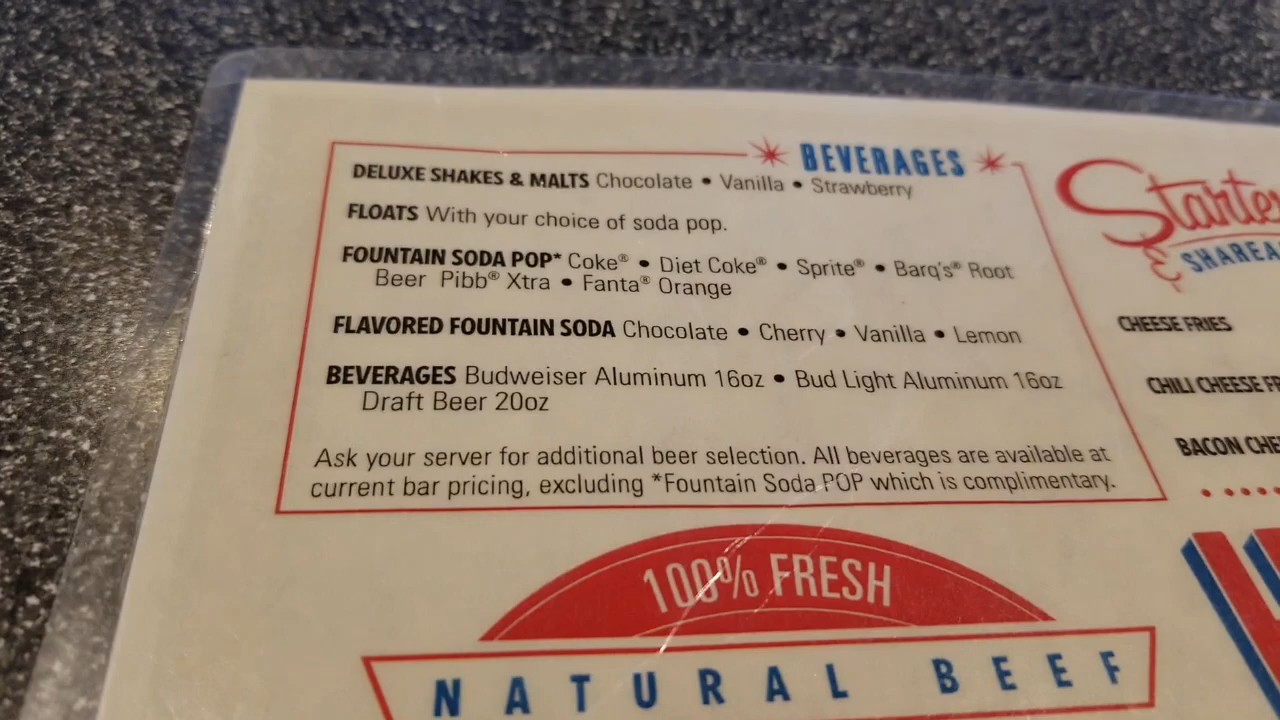 BEVERAGES
DELUXE SHAKES & MALTS Chocolate • Vanilla • Strawberry
FLOATS With your choice of soda pop.
FOUNTAIN SODA POP* Coke® • Diet Coke® • Sprite® • Barq's® Root
Beer Pibb® Xtra • Fanta® Orange
FLAVORED FOUNTAIN SODA Chocolate • Cherry • Vanilla • Lemon
BEVERAGES Budweiser Aluminum 16oz • Bud Light Aluminum 16oz
Draft Beer 20oz
Ask your server for additional beer selection. All beverages are available at
current bar pricing, excluding *Fountain Soda POP which is complimentary.
100% FRESH
NATURAL BEEF
CHEESE FRIES
CHILI CHEESE
BACON